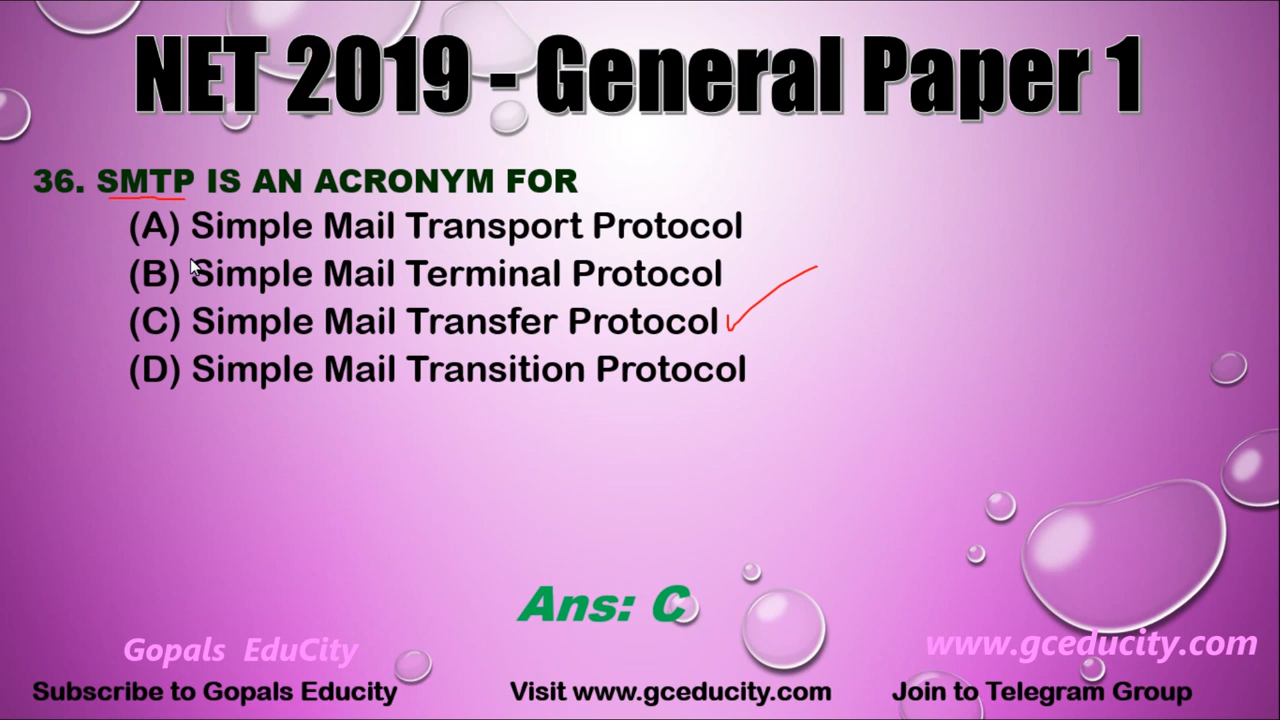 NET 2019 - General Paper 1
36. SMTP IS AN ACRONYM FOR
(A) Simple Mail Transport Protocol
(B) Simple Mail Terminal Protocol
(C) Simple Mail Transfer Protocol
(D) Simple Mail Transition Protocol
Ans: C
Gopals EduCity
www.gceducity.com
Subscribe to Gopals Educity
Visit www.gceducity.com
Join to Telegram Group